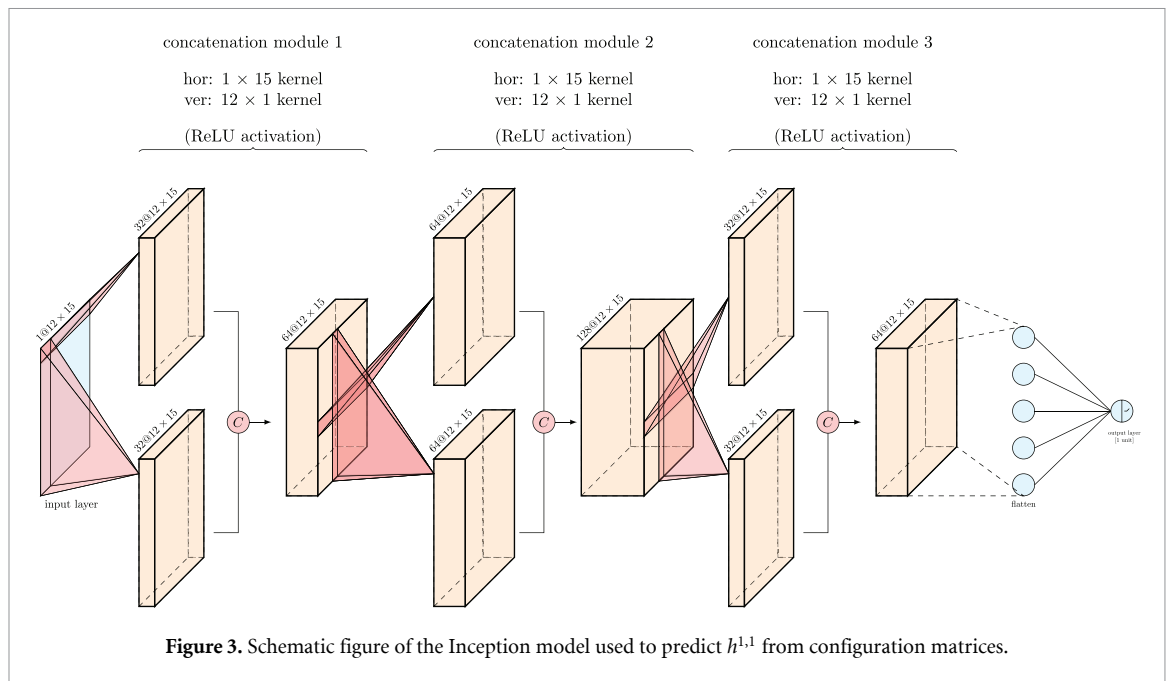 concatenation module 1
hor: 1 × 15 kernel
ver: 12 × 1 kernel
(ReLU activation)
concatenation module 2
hor: 1 × 15 kernel
ver: 12 × 1 kernel
(ReLU activation)
concatenation module 3
hor: 1 × 15 kernel
ver: 12 × 1 kernel
(ReLU activation)
1@12 × 15
input layer
32@12 × 15
32@12 × 15
C
64@12 × 15
64@12 × 15
64@12 × 15
C
128@12 × 15
32@12 × 15
32@12 × 15
C
64@12 × 15
flatten
output layer
[1 unit]
Figure 3. Schematic figure of the Inception model used to predict h^{1,1} from configuration matrices.